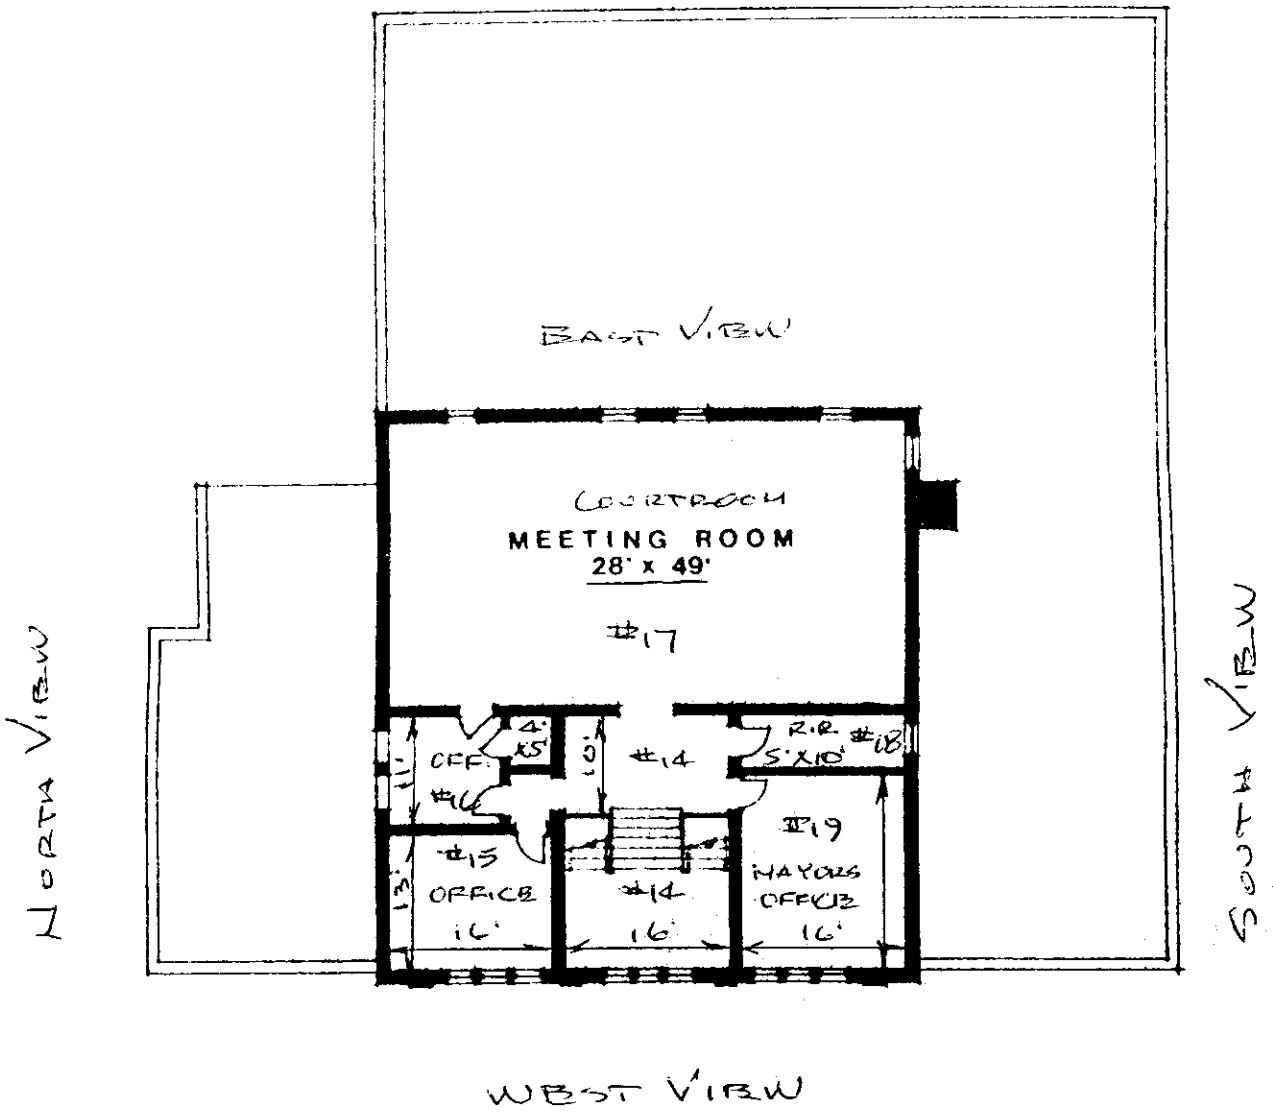 EAST VIEW
COURTROOM
MEETING ROOM
28' x 49'
#17
NORTH VIEW
SOUTH VIEW
4'
x5'
R.R. #18
5' x 10'
OFF.
#16
11'
10'
#14
#15
OFFICE
13'
16'
#14
16'
#19
MAYORS
OFFICE
16'
WEST VIEW